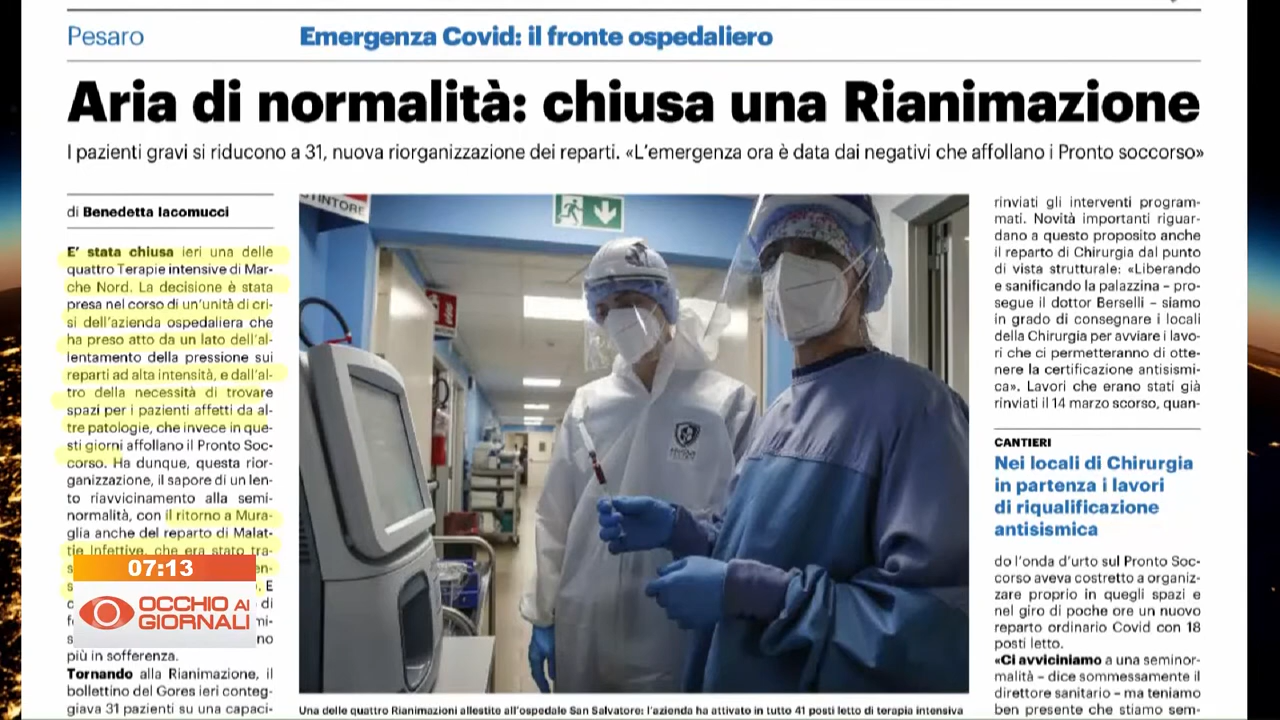 Pesaro
Emergenza Covid: il fronte ospedaliero
Aria di normalità: chiusa una Rianimazione
I pazienti gravi si riducono a 31, nuova riorganizzazione dei reparti. «L'emergenza ora è data dai negativi che affollano i Pronto soccorso»
di Benedetta Iacomucci
E' stata chiusa ieri una delle
quattro Terapie intensive di Mar-
che Nord. La decisione è stata
presa nel corso di un'unità di cri-
si dell'azienda ospedaliera che
ha preso atto da un lato dell'al-
lentamento della pressione sui
reparti ad alta intensità, e dall'al-
tro della necessità di trovare
spazi per i pazienti affetti da al-
tre patologie, che invece in que-
sti giorni affollano il Pronto Soc-
corso. Ha dunque, questa rior-
ganizzazione, il sapore di un len-
to riavvicinamento alla semi-
normalità, con il ritorno a Mura-
glia anche del reparto di Malat-
tie Infettive, che era stato tra-
E
di
no
più in sofferenza.
Tornando alla Rianimazione, il
bollettino del Gores ieri conteg-
giava 31 pazienti su una capaci-
07:13
OCCHIO AI
GIORNALI
Una delle quattro Rianimazioni allestite all'ospedale San Salvatore: l'azienda ha attivato in tutto 41 posti letto di terapia intensiva
rinviati gli interventi program-
mati. Novità importanti riguar-
dano a questo proposito anche
il reparto di Chirurgia dal punto
di vista strutturale: «Liberando
e sanificando la palazzina – pro-
segue il dottor Berselli – siamo
in grado di consegnare i locali
della Chirurgia per avviare i lavo-
ri che ci permetteranno di otte-
nere la certificazione antisismi-
ca». Lavori che erano stati già
rinviati il 14 marzo scorso, quan-
CANTIERI
Nei locali di Chirurgia
in partenza i lavori
di riqualificazione
antisismica
do l'onda d'urto sul Pronto Soc-
corso aveva costretto a organiz-
zare proprio in quegli spazi e
nel giro di poche ore un nuovo
reparto ordinario Covid con 18
posti letto.
«Ci avviciniamo a una seminor-
malità – dice sommessamente il
direttore sanitario – ma teniamo
ben presente che stiamo sem-